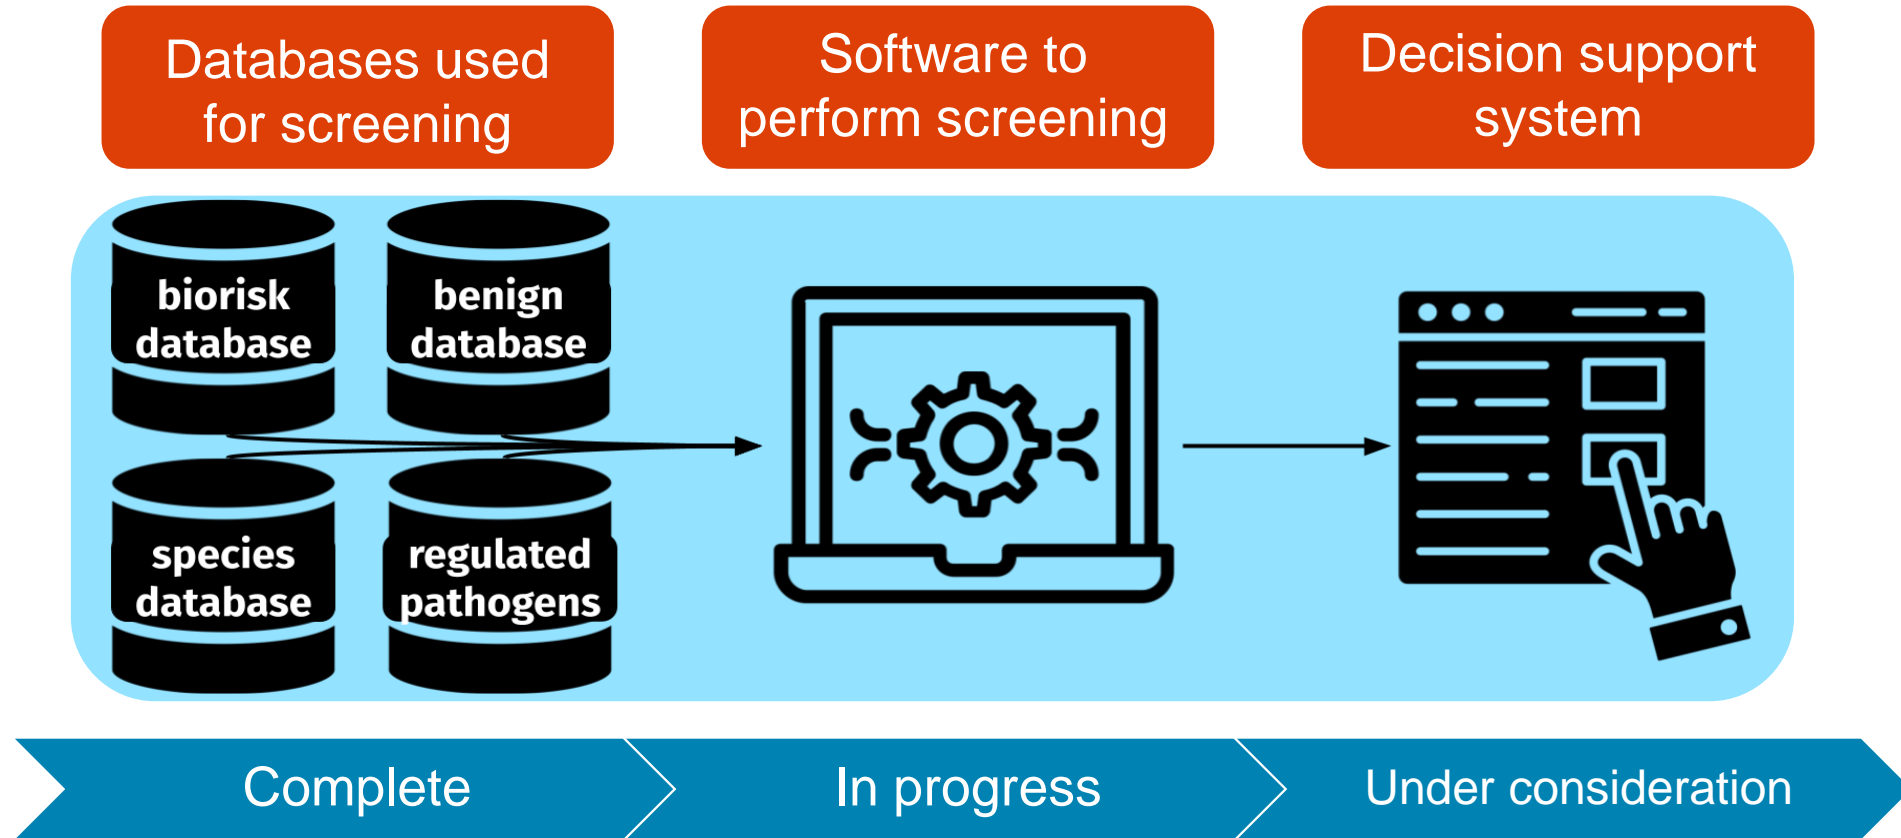 Databases used
for screening
Software to
perform screening
Decision support
system
biorisk
database
benign
database
species
database
regulated
pathogens
Complete
In progress
Under consideration